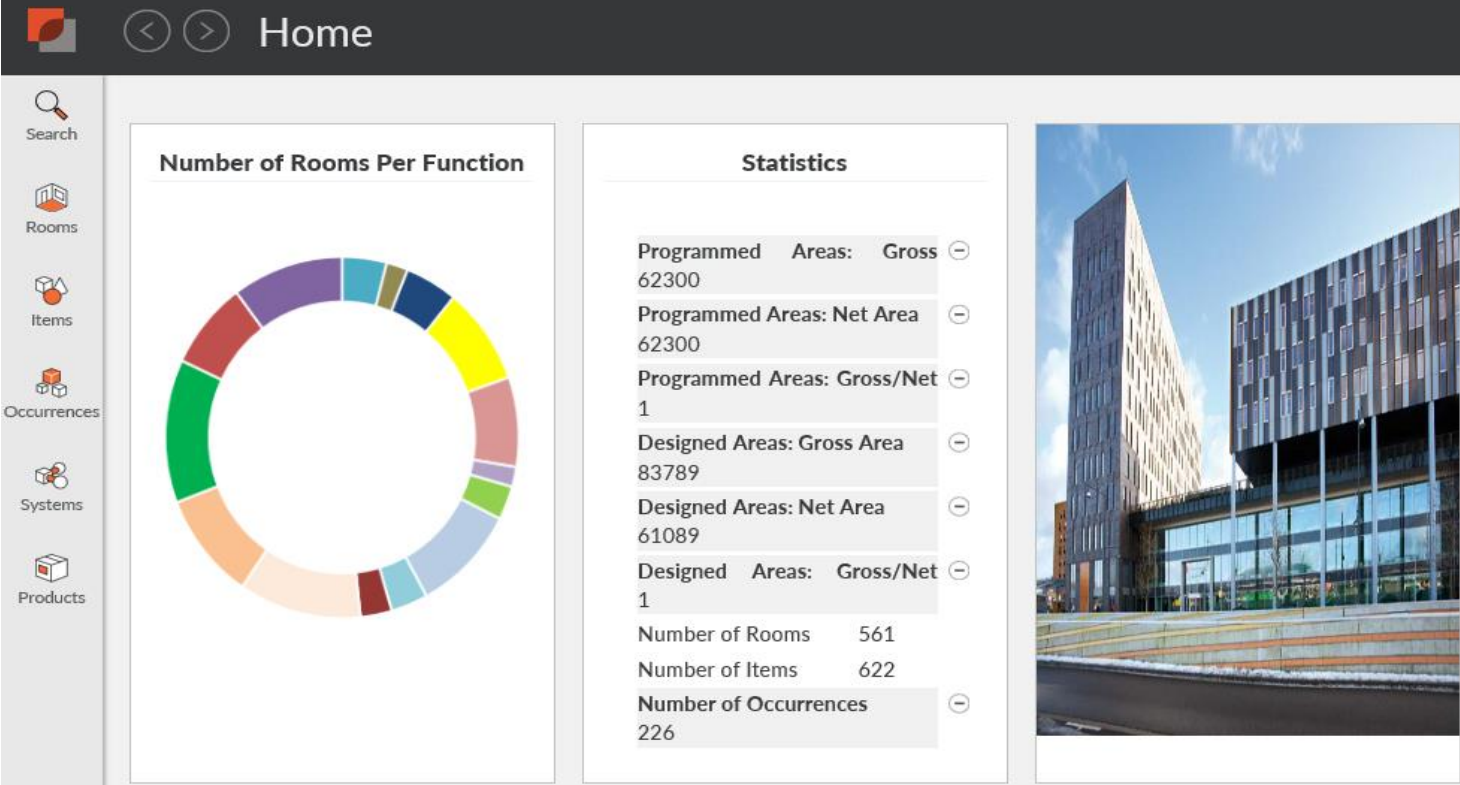 Home
Search
Rooms
Items
Occurrences
Systems
Products
Number of Rooms Per Function
Statistics
Programmed Areas: Gross
62300
Programmed Areas: Net Area
62300
Programmed Areas: Gross/Net
1
Designed Areas: Gross Area
83789
Designed Areas: Net Area
61089
Designed Areas: Gross/Net
1
Number of Rooms 561
Number of Items 622
Number of Occurrences
226